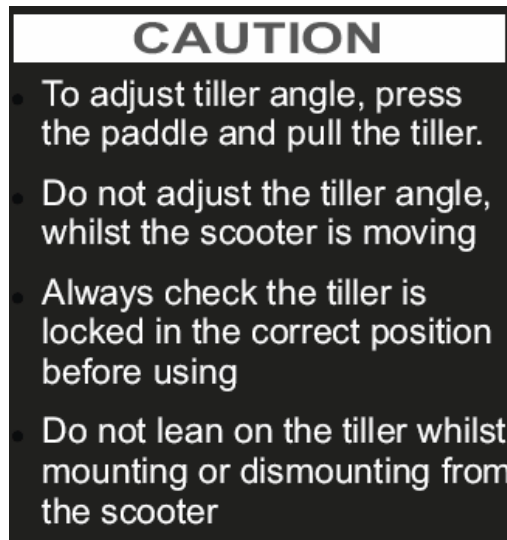 CAUTION
• To adjust tiller angle, press
the paddle and pull the tiller.
• Do not adjust the tiller angle,
whilst the scooter is moving
• Always check the tiller is
locked in the correct position
before using
• Do not lean on the tiller whilst
mounting or dismounting from
the scooter